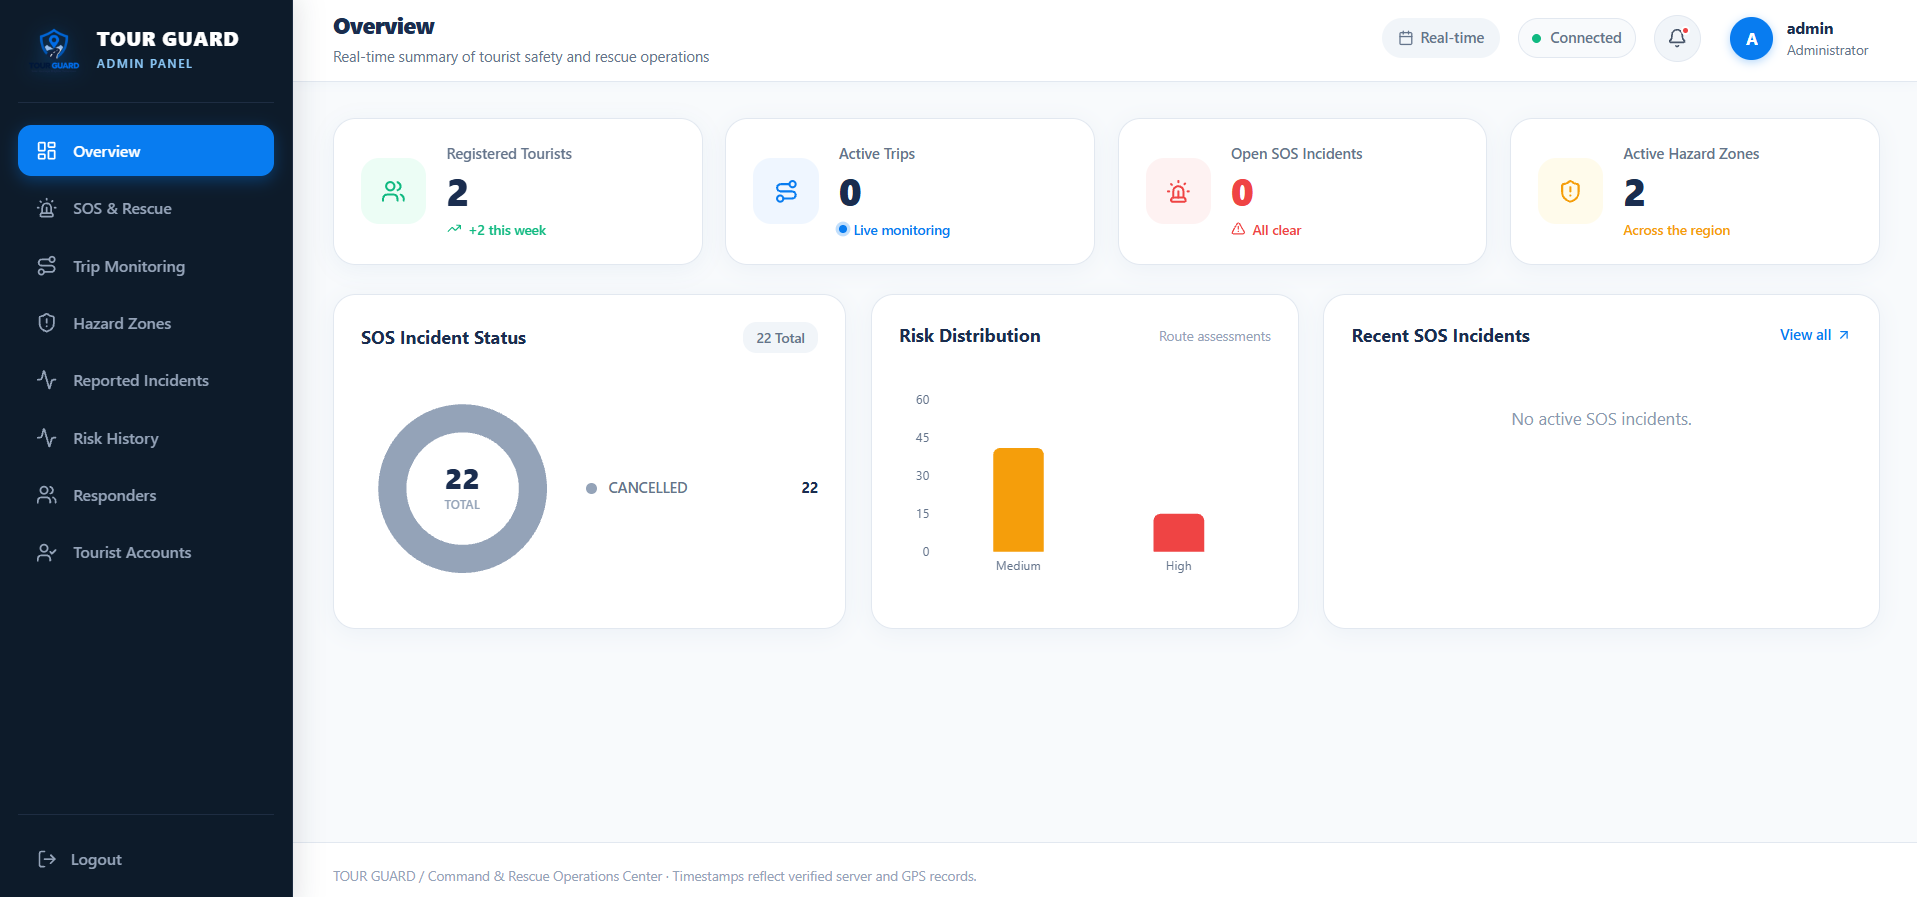 TOUR GUARD
ADMIN PANEL
Overview
SOS & Rescue
Trip Monitoring
Hazard Zones
Reported Incidents
Risk History
Responders
Tourist Accounts
Logout
Overview
Real-time summary of tourist safety and rescue operations
Real-time
Connected
A
admin
Administrator
Registered Tourists
2
+2 this week
Active Trips
0
Live monitoring
Open SOS Incidents
0
All clear
Active Hazard Zones
2
Across the region
SOS Incident Status
22 Total
22
TOTAL
CANCELLED
22
Risk Distribution
Route assessments
60
45
30
15
0
Medium
High
Recent SOS Incidents
View all
No active SOS incidents.
TOUR GUARD / Command & Rescue Operations Center · Timestamps reflect verified server and GPS records.